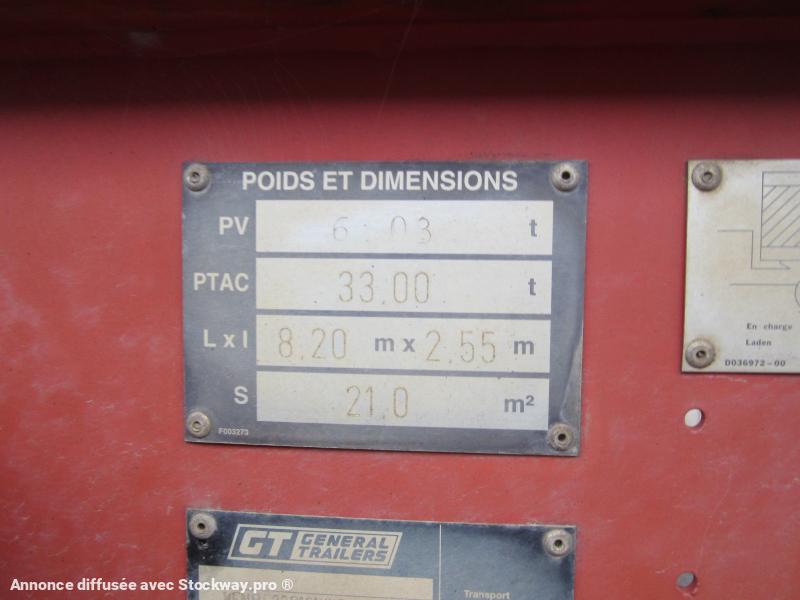 POIDS ET DIMENSIONS
PV 6.03 t
PTAC 33.00 t
L x l 8.20 m x 2.55 m
S 21.0 m²
F003273
En charge
Laden
D036972-00
GT GENERAL TRAILERS
Transport
Annonce diffusée avec Stockway.pro ®